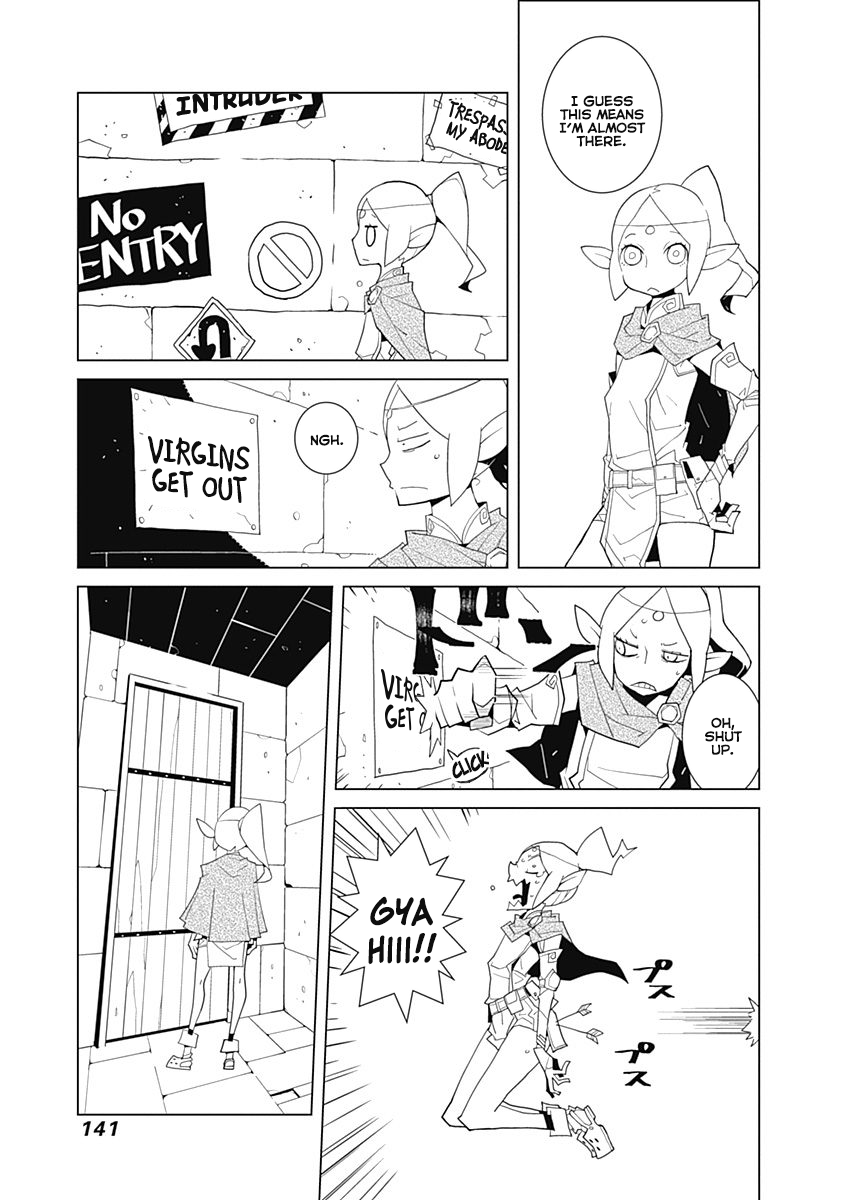 I GUESS
THIS MEANS
I'M ALMOST
THERE.
INTRUDER
TRESPAS
MY ABODE
NO
ENTRY
VIRGINS
GET OUT
NGH.
VIRG
GET O
CLICK!
OH,
SHUT
UP.
GYA
HIII!!
プス
プス
141